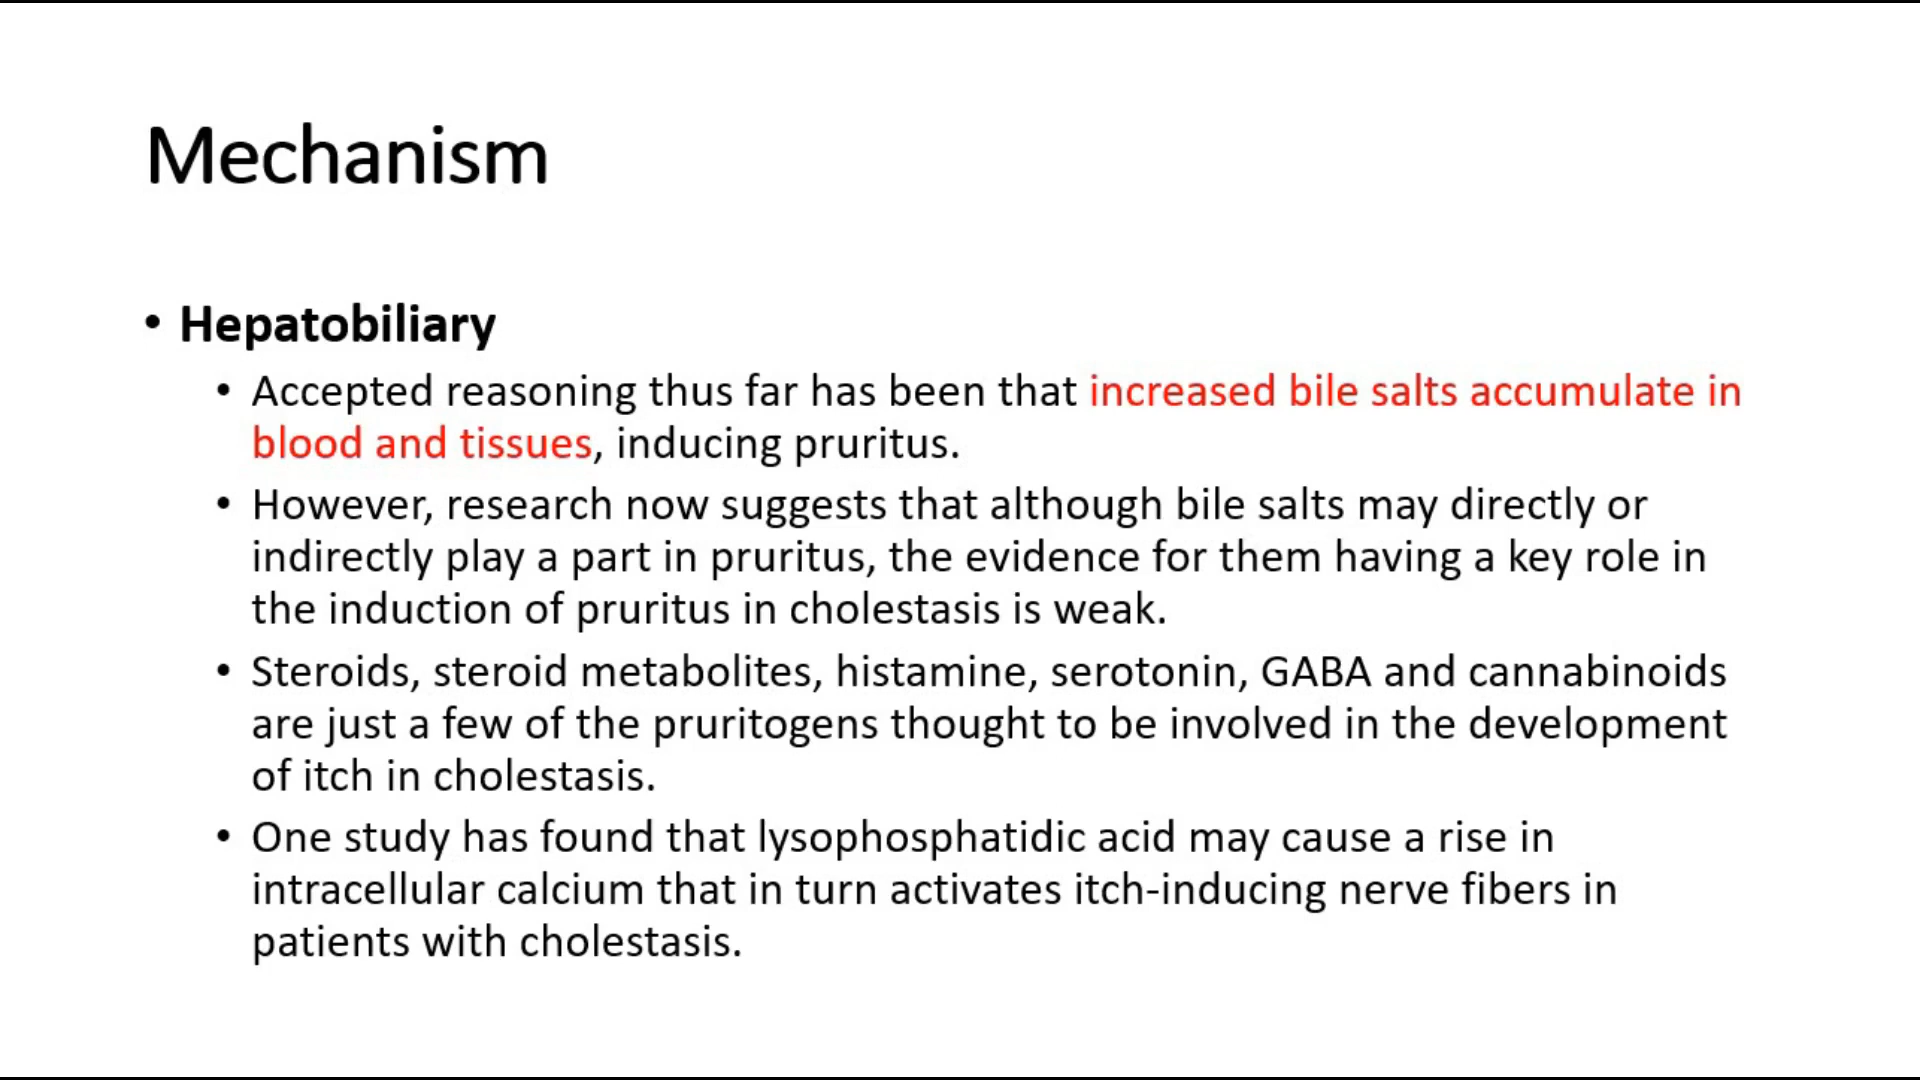 Mechanism
• Hepatobiliary
• Accepted reasoning thus far has been that increased bile salts accumulate in
blood and tissues, inducing pruritus.
• However, research now suggests that although bile salts may directly or
indirectly play a part in pruritus, the evidence for them having a key role in
the induction of pruritus in cholestasis is weak.
• Steroids, steroid metabolites, histamine, serotonin, GABA and cannabinoids
are just a few of the pruritogens thought to be involved in the development
of itch in cholestasis.
• One study has found that lysophosphatidic acid may cause a rise in
intracellular calcium that in turn activates itch-inducing nerve fibers in
patients with cholestasis.